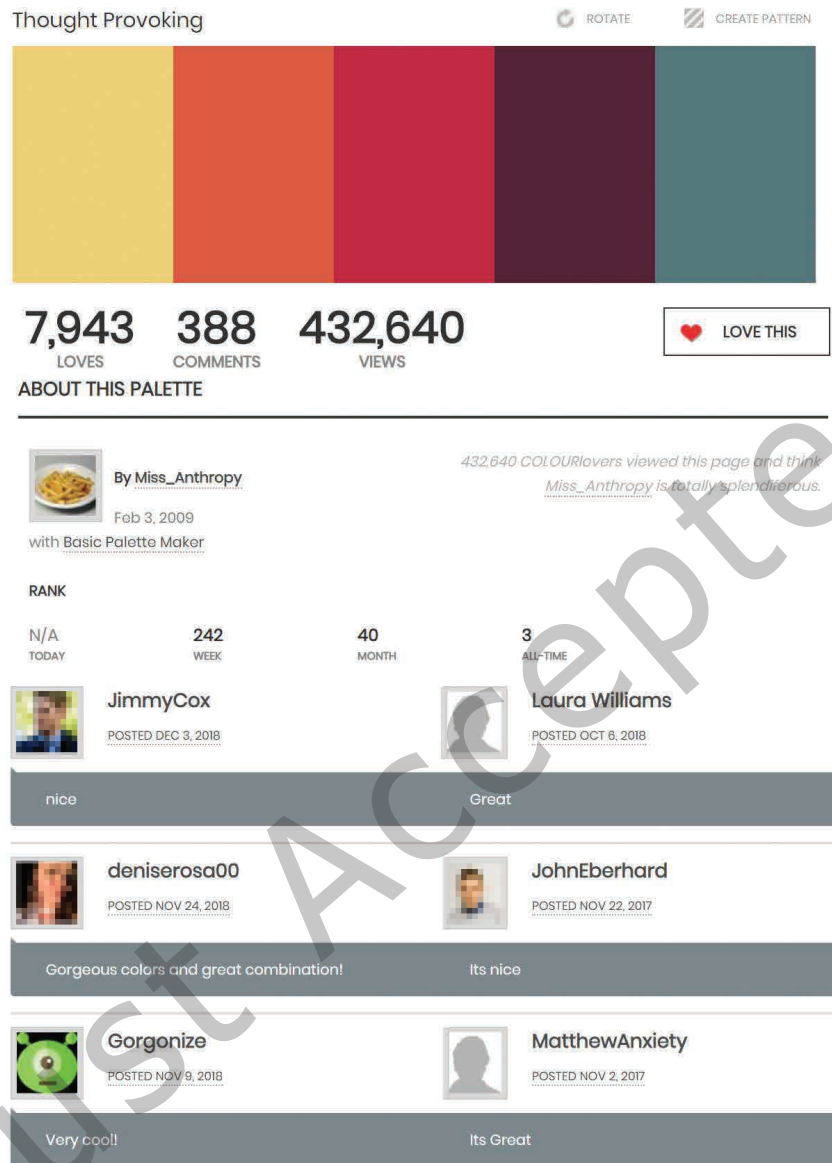 Thought Provoking
ROTATE
CREATE PATTERN
7,943
388
432,640
LOVES
COMMENTS
VIEWS
LOVE THIS
ABOUT THIS PALETTE
By Miss_Anthropy
Feb 3, 2009
with Basic Palette Maker
432,640 COLOURlovers viewed this page and think
Miss_Anthropy is totally splendiferous.
RANK
N/A
242
40
3
TODAY
WEEK
MONTH
ALL-TIME
JimmyCox
POSTED DEC 3, 2018
nice
Laura Williams
POSTED OCT 6, 2018
Great
deniserosa00
POSTED NOV 24, 2018
Gorgeous colors and great combination!
JohnEberhard
POSTED NOV 22, 2017
Its nice
Gorgonize
POSTED NOV 9, 2018
Very cool!
MatthewAnxiety
POSTED NOV 2, 2017
Its Great
ust Accepte